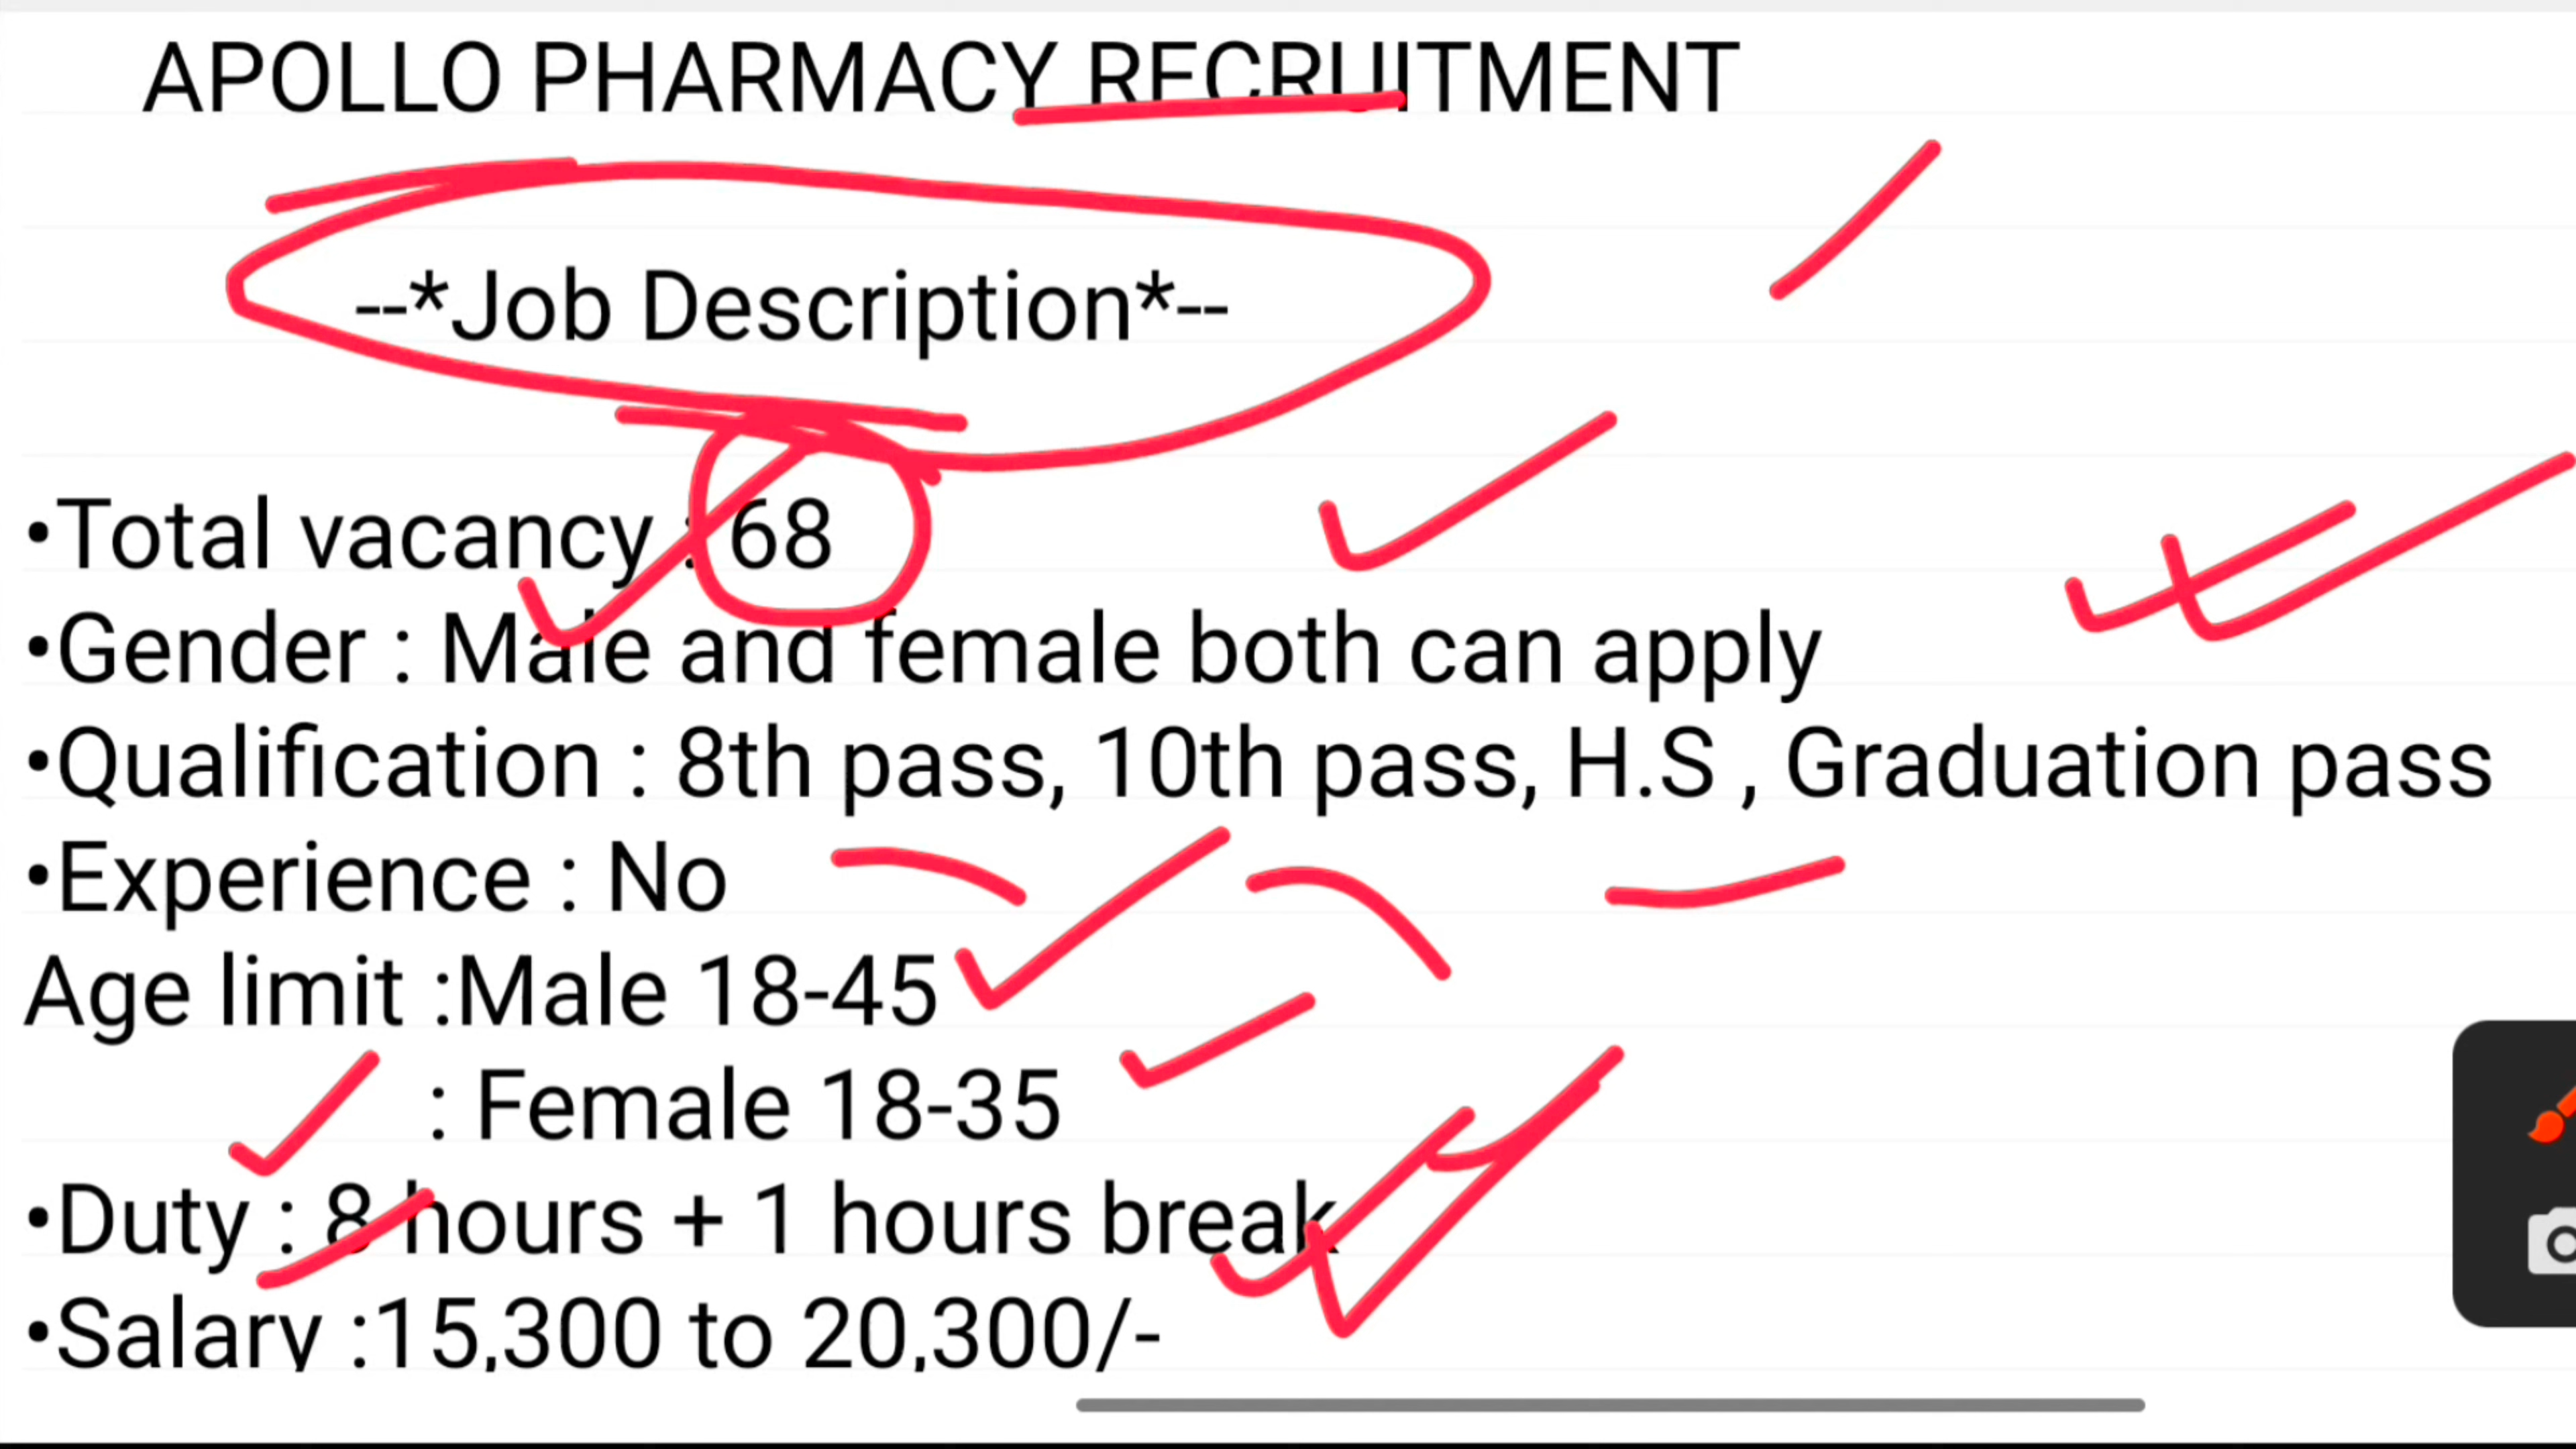 APOLLO PHARMACY RECRUITMENT
--*Job Description*--
•Total vacancy : 68
•Gender : Male and female both can apply
•Qualification : 8th pass, 10th pass, H.S , Graduation pass
•Experience : No
Age limit :Male 18-45
: Female 18-35
•Duty : 8 hours + 1 hours break
•Salary :15,300 to 20,300/-